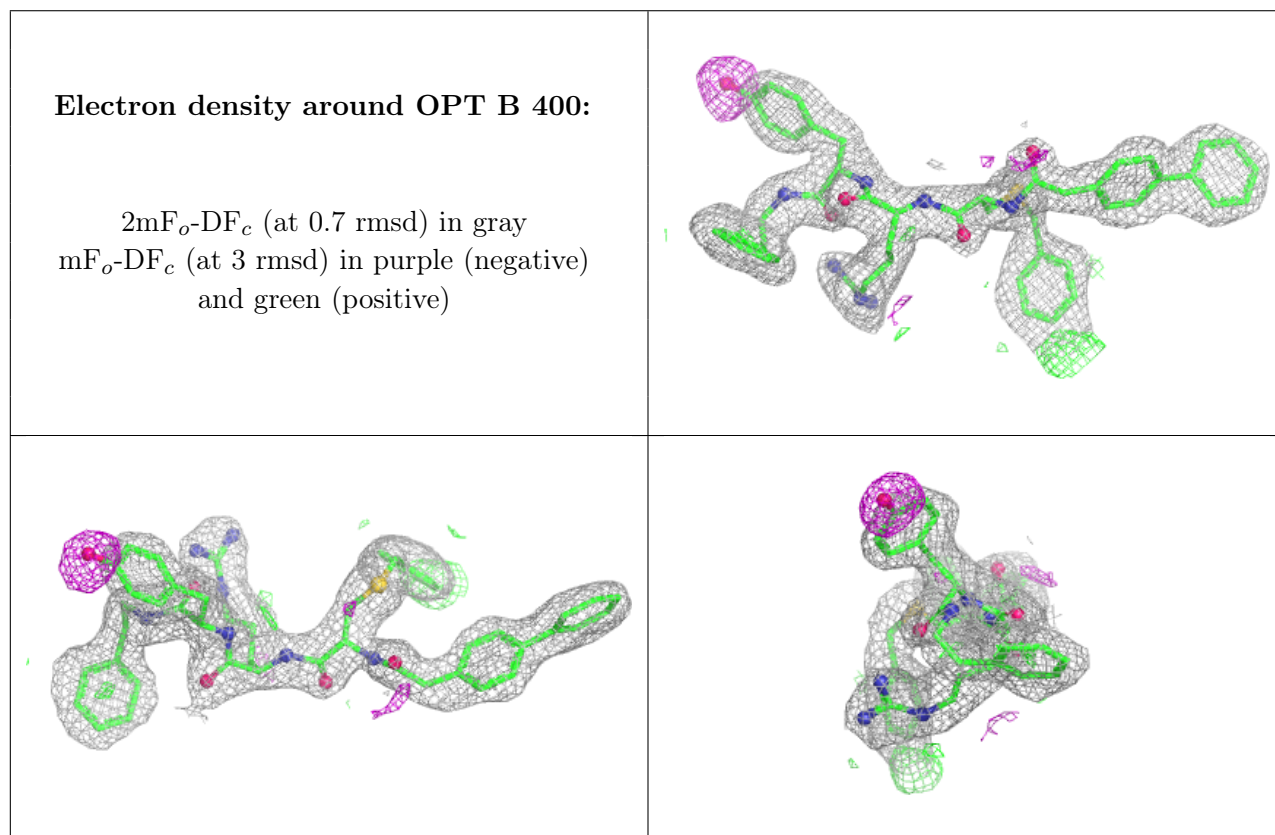 Electron density around OPT B 400:
2mFo-DFc (at 0.7 rmsd) in gray
mFo-DFc (at 3 rmsd) in purple (negative)
and green (positive)